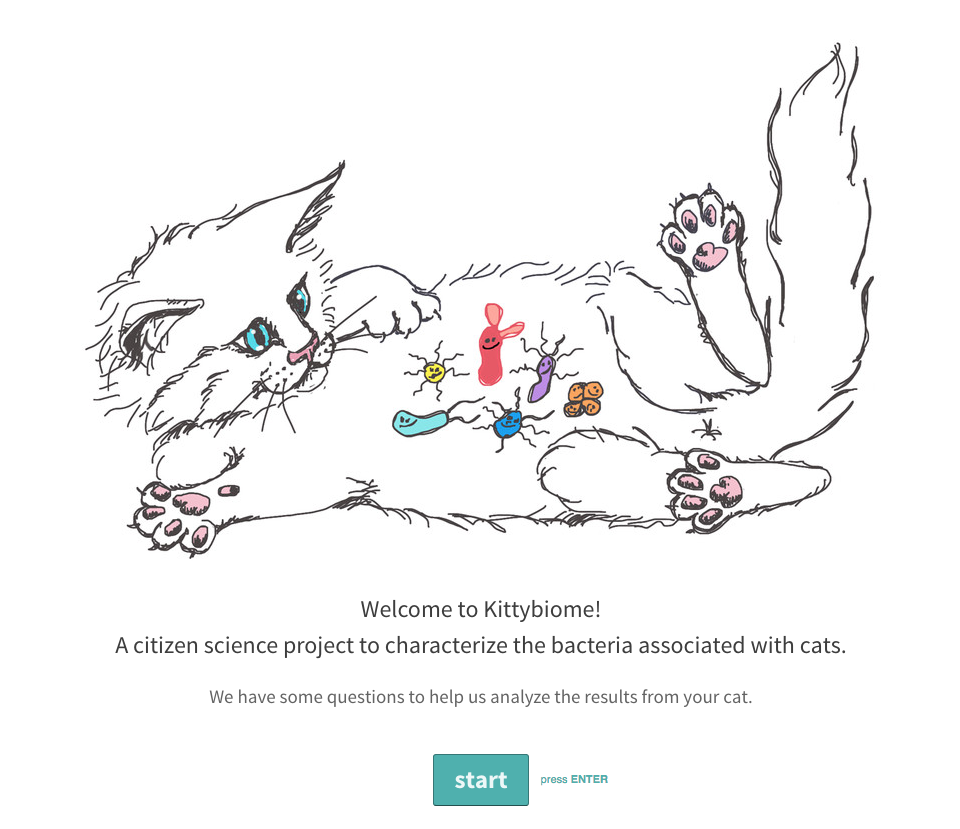 Welcome to Kittybiome!
A citizen science project to characterize the bacteria associated with cats.
We have some questions to help us analyze the results from your cat.
start press ENTER